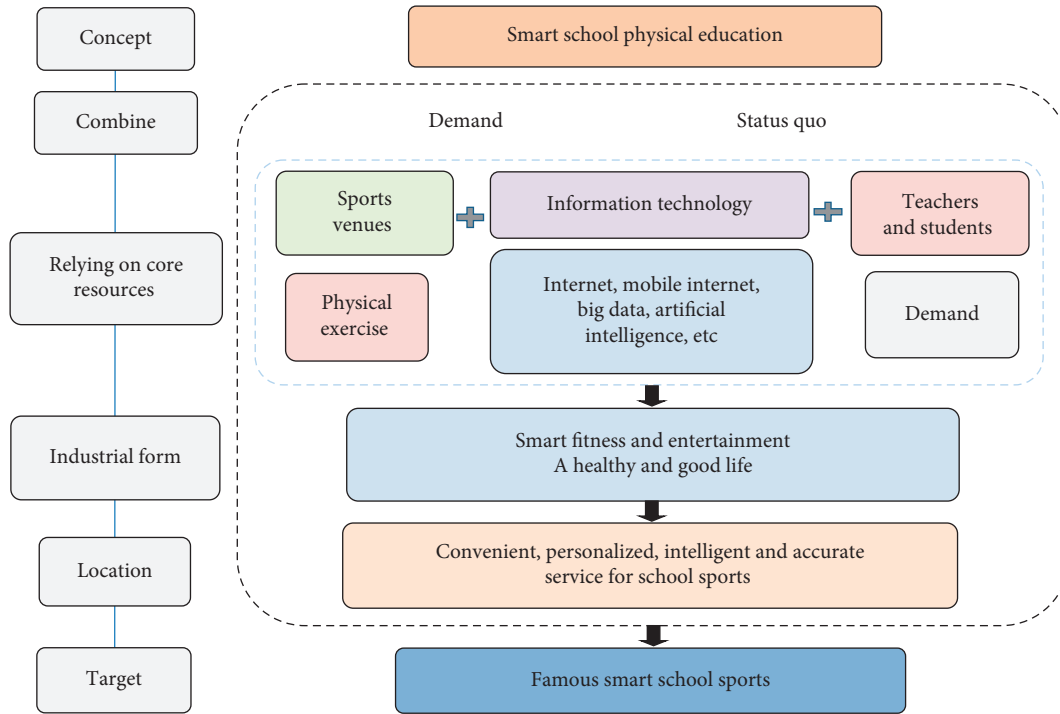 Concept
Smart school physical education
Combine
Demand
Status quo
Sports
venues
Information technology
Teachers
and students
Relying on core
resources
Physical
exercise
Internet, mobile internet,
big data, artificial
intelligence, etc
Demand
Industrial form
Smart fitness and entertainment
A healthy and good life
Location
Convenient, personalized, intelligent and accurate
service for school sports
Target
Famous smart school sports